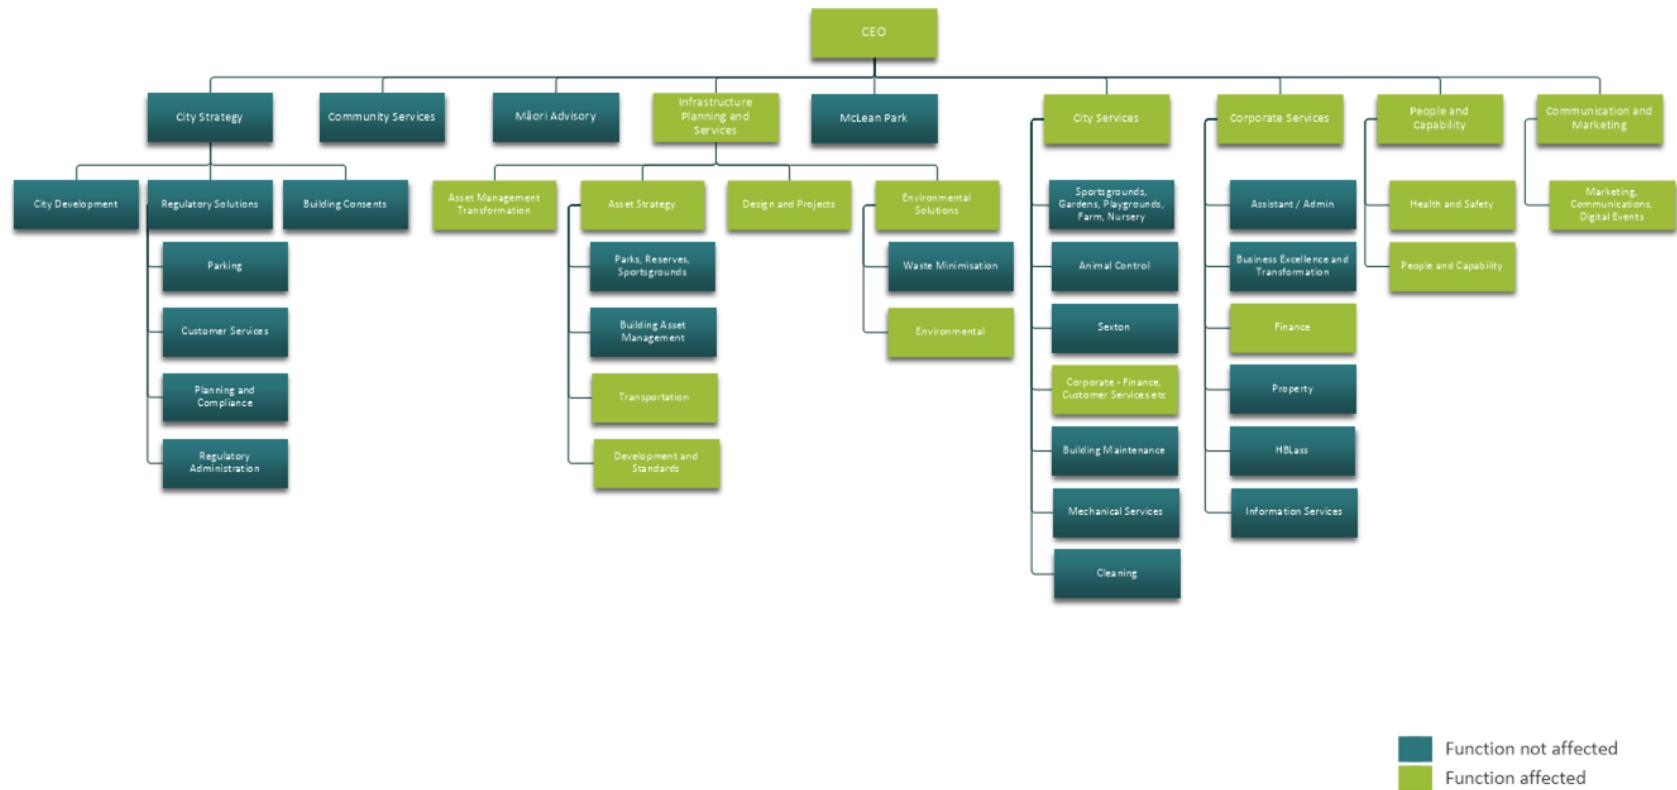 CEO
City Strategy
Community Services
Māori Advisory
Infrastructure
Planning and
Services
McLean Park
City Services
Corporate Services
People and
Capability
Communication and
Marketing
City Development
Regulatory Solutions
Building Consents
Asset Management
Transformation
Asset Strategy
Design and Projects
Environmental
Solutions
Sportsgrounds,
Gardens, Playgrounds,
Farm, Nursery
Assistant / Admin
Health and Safety
Marketing,
Communications,
Digital Events
Parking
Parks, Reserves,
Sportsgrounds
Waste Minimisation
Animal Control
Business Excellence and
Transformation
People and Capability
Customer Services
Building Asset
Management
Environmental
Sexton
Finance
Planning and
Compliance
Transportation
Corporate - Finance,
Customer Services etc
Property
Regulatory
Administration
Development and
Standards
Building Maintenance
HBLass
Mechanical Services
Information Services
Cleaning
Function not affected
Function affected